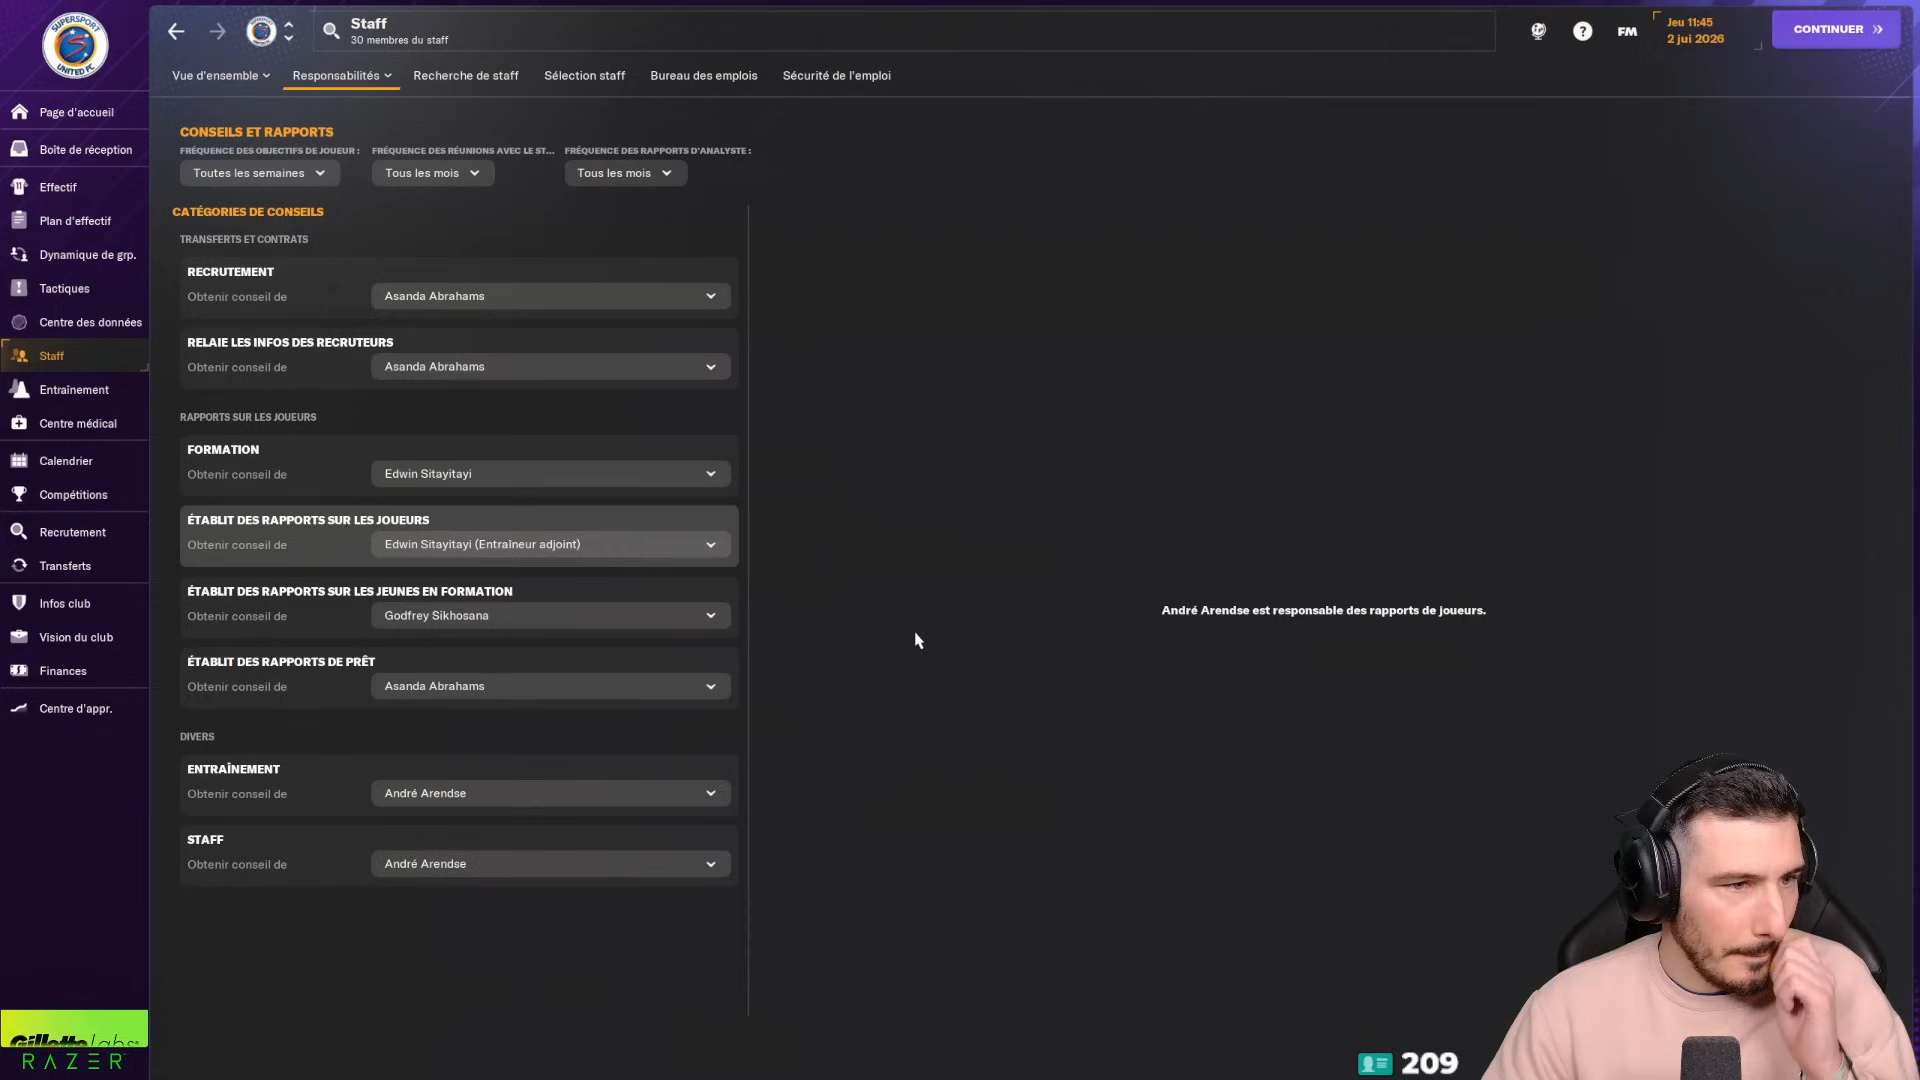 SUPERSPORT
UNITED FC
Staff
30 membres du staff
FM
Jeu 11:45
2 jui 2026
CONTINUER
Vue d'ensemble
Responsabilités
Recherche de staff
Sélection staff
Bureau des emplois
Sécurité de l'emploi
Page d'accueil
Boîte de réception
Effectif
Plan d'effectif
Dynamique de grp.
Tactiques
Centre des données
Staff
Entraînement
Centre médical
Calendrier
Compétitions
Recrutement
Transferts
Infos club
Vision du club
Finances
Centre d'appr.
CONSEILS ET RAPPORTS
FRÉQUENCE DES OBJECTIFS DE JOUEUR :
FRÉQUENCE DES RÉUNIONS AVEC LE ST...
FRÉQUENCE DES RAPPORTS D'ANALYSTE :
Toutes les semaines
Tous les mois
Tous les mois
CATÉGORIES DE CONSEILS
TRANSFERTS ET CONTRATS
RECRUTEMENT
Obtenir conseil de
Asanda Abrahams
RELAIE LES INFOS DES RECRUTEURS
Obtenir conseil de
Asanda Abrahams
RAPPORTS SUR LES JOUEURS
FORMATION
Obtenir conseil de
Edwin Sitayitayi
ÉTABLIT DES RAPPORTS SUR LES JOUEURS
Obtenir conseil de
Edwin Sitayitayi (Entraîneur adjoint)
ÉTABLIT DES RAPPORTS SUR LES JEUNES EN FORMATION
Obtenir conseil de
Godfrey Sikhosana
ÉTABLIT DES RAPPORTS DE PRÊT
Obtenir conseil de
Asanda Abrahams
DIVERS
ENTRAÎNEMENT
Obtenir conseil de
André Arendse
STAFF
Obtenir conseil de
André Arendse
André Arendse est responsable des rapports de joueurs.
GilletteLabs
RAZER
209